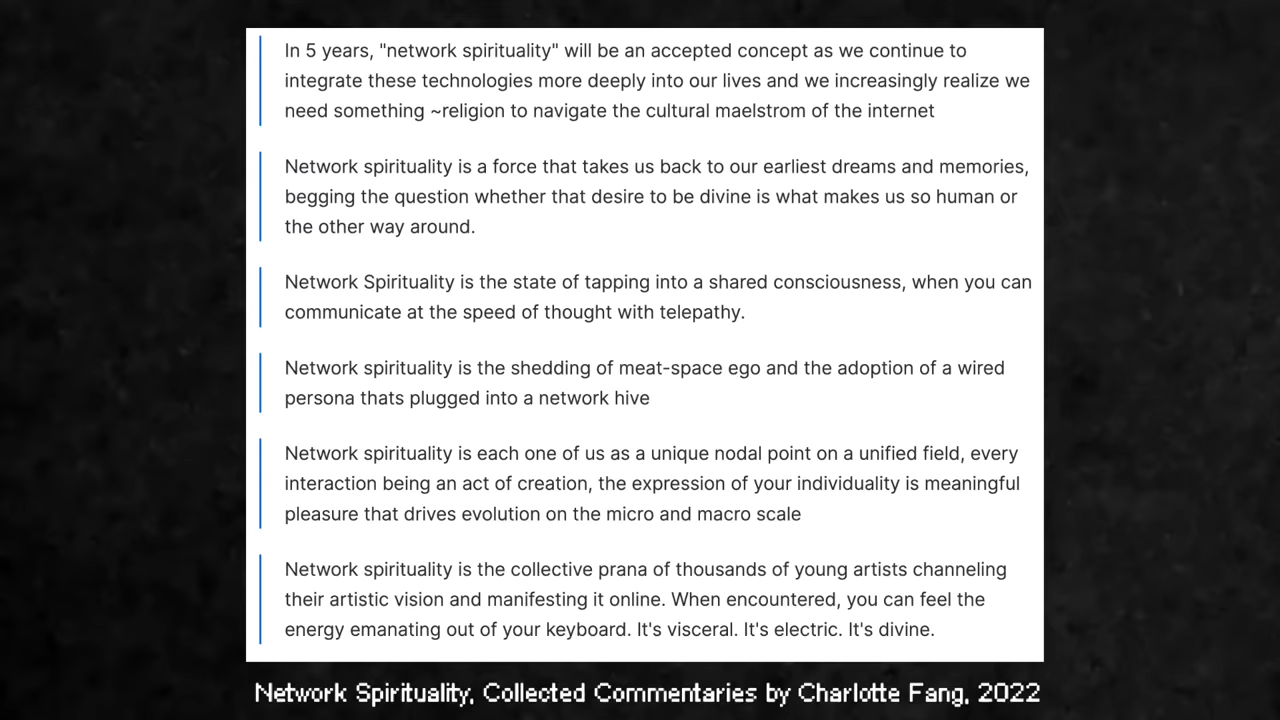 In 5 years, "network spirituality" will be an accepted concept as we continue to
integrate these technologies more deeply into our lives and we increasingly realize we
need something ~religion to navigate the cultural maelstrom of the internet
Network spirituality is a force that takes us back to our earliest dreams and memories,
begging the question whether that desire to be divine is what makes us so human or
the other way around.
Network Spirituality is the state of tapping into a shared consciousness, when you can
communicate at the speed of thought with telepathy.
Network spirituality is the shedding of meat-space ego and the adoption of a wired
persona thats plugged into a network hive
Network spirituality is each one of us as a unique nodal point on a unified field, every
interaction being an act of creation, the expression of your individuality is meaningful
pleasure that drives evolution on the micro and macro scale
Network spirituality is the collective prana of thousands of young artists channeling
their artistic vision and manifesting it online. When encountered, you can feel the
energy emanating out of your keyboard. It's visceral. It's electric. It's divine.
Network Spirituality, Collected Commentaries by Charlotte Fang, 2022